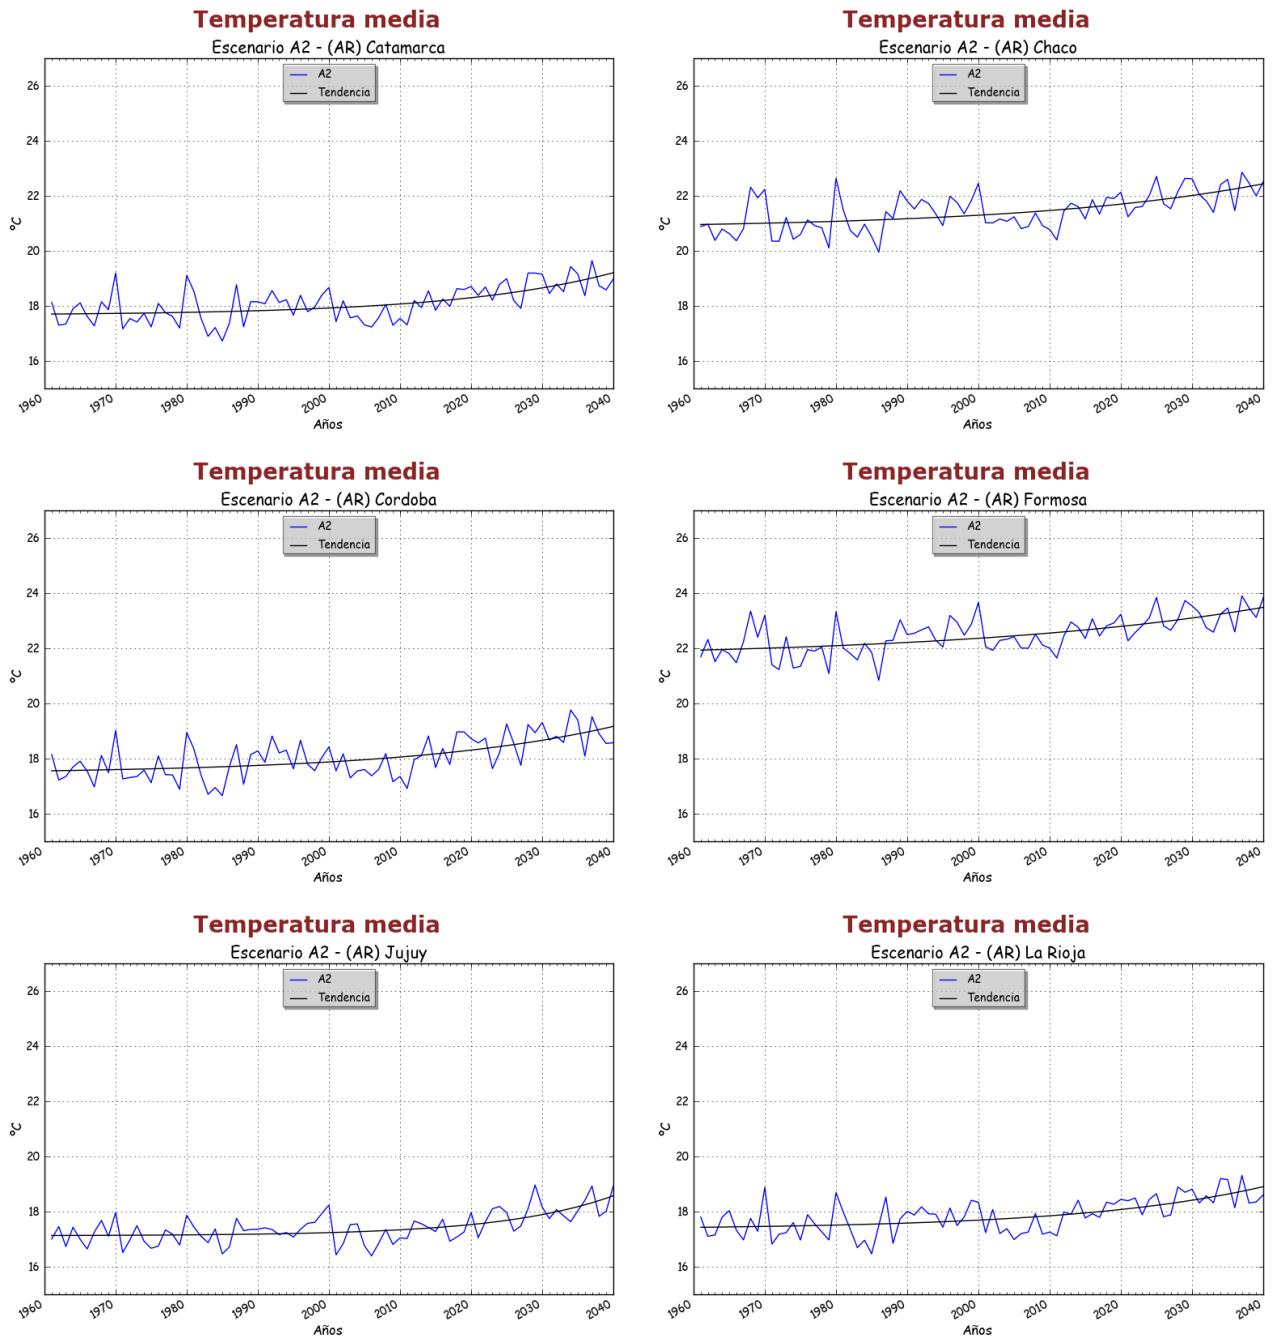 Temperatura media
Escenario A2 - (AR) Catamarca
A2
Tendencia
26
24
22
20
18
16
°C
1960 1970 1980 1990 2000 2010 2020 2030 2040
Años
Temperatura media
Escenario A2 - (AR) Chaco
A2
Tendencia
26
24
22
20
18
16
°C
1960 1970 1980 1990 2000 2010 2020 2030 2040
Años
Temperatura media
Escenario A2 - (AR) Cordoba
A2
Tendencia
26
24
22
20
18
16
°C
1960 1970 1980 1990 2000 2010 2020 2030 2040
Años
Temperatura media
Escenario A2 - (AR) Formosa
A2
Tendencia
26
24
22
20
18
16
°C
1960 1970 1980 1990 2000 2010 2020 2030 2040
Años
Temperatura media
Escenario A2 - (AR) Jujuy
A2
Tendencia
26
24
22
20
18
16
°C
1960 1970 1980 1990 2000 2010 2020 2030 2040
Años
Temperatura media
Escenario A2 - (AR) La Rioja
A2
Tendencia
26
24
22
20
18
16
°C
1960 1970 1980 1990 2000 2010 2020 2030 2040
Años